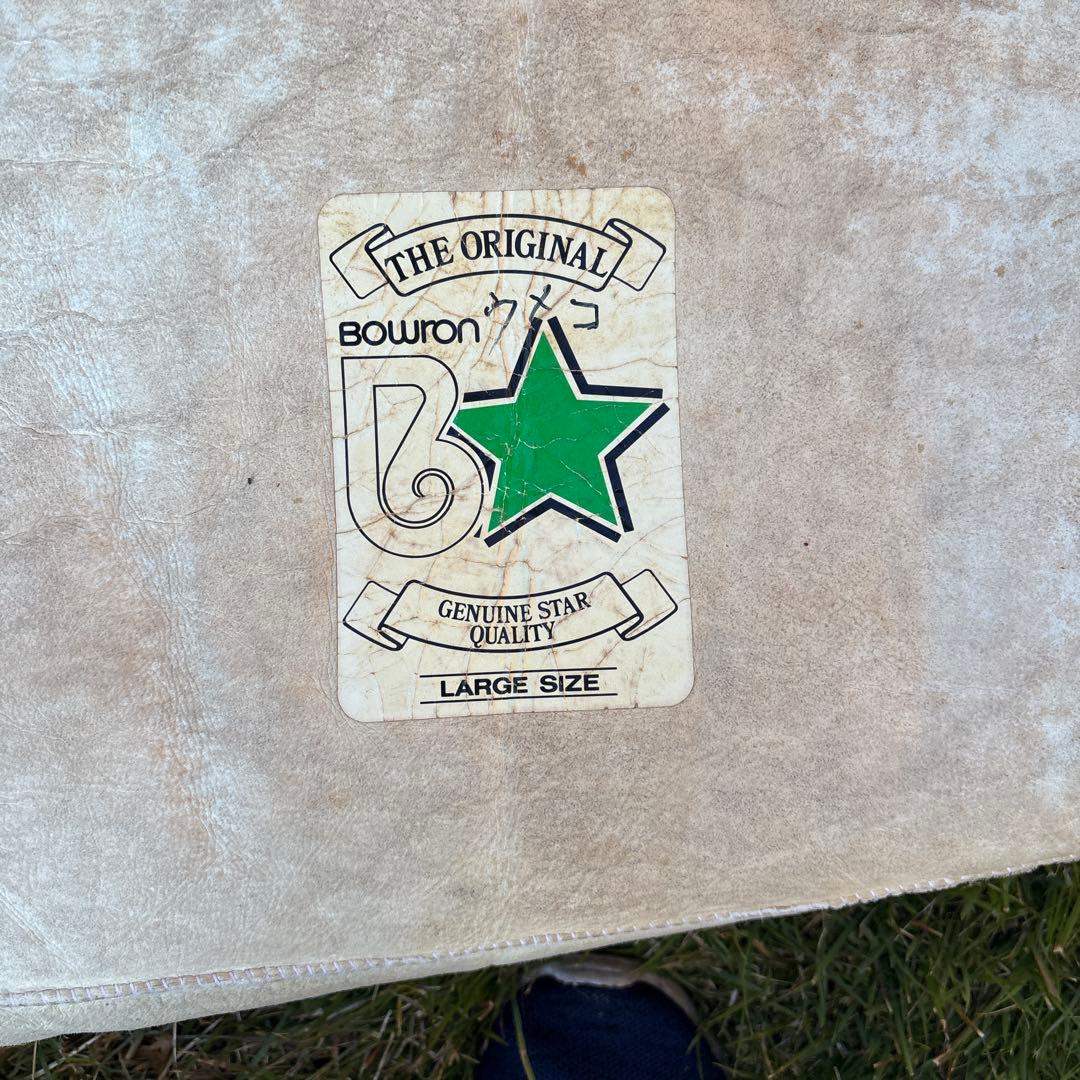 THE ORIGINAL
ウメコ
Bowron
GENUINE STAR
QUALITY
LARGE SIZE